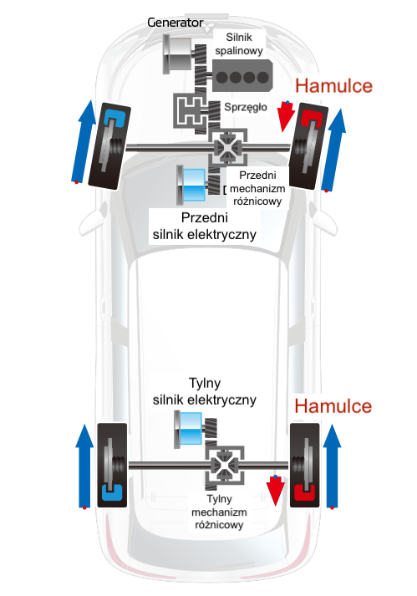 Generator
Silnik
spalinowy
Hamulce
Sprzęgło
Przedni
mechanizm
różnicowy
Przedni
silnik elektryczny
Tylny
silnik elektryczny
Hamulce
Tylny
mechanizm
różnicowy